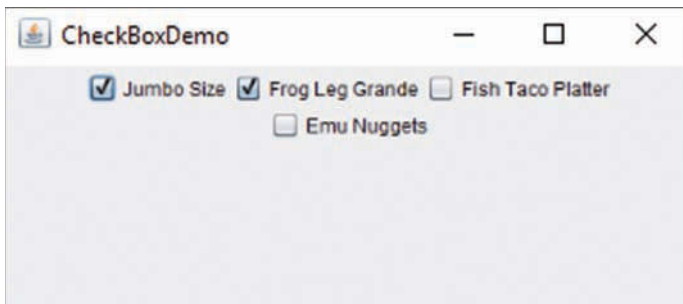 CheckBoxDemo
Jumbo Size Frog Leg Grande Fish Taco Platter
Emu Nuggets